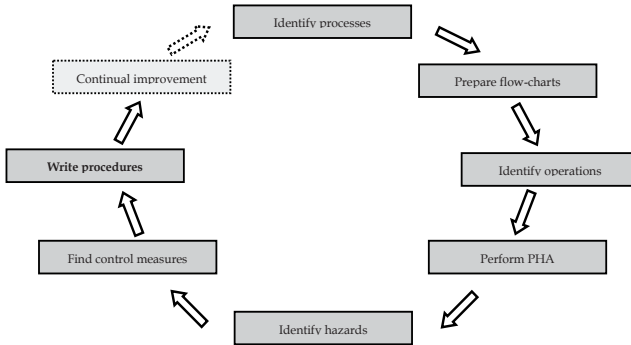 Identify processes
Continual improvement
Prepare flow-charts
Write procedures
Identify operations
Find control measures
Perform PHA
Identify hazards